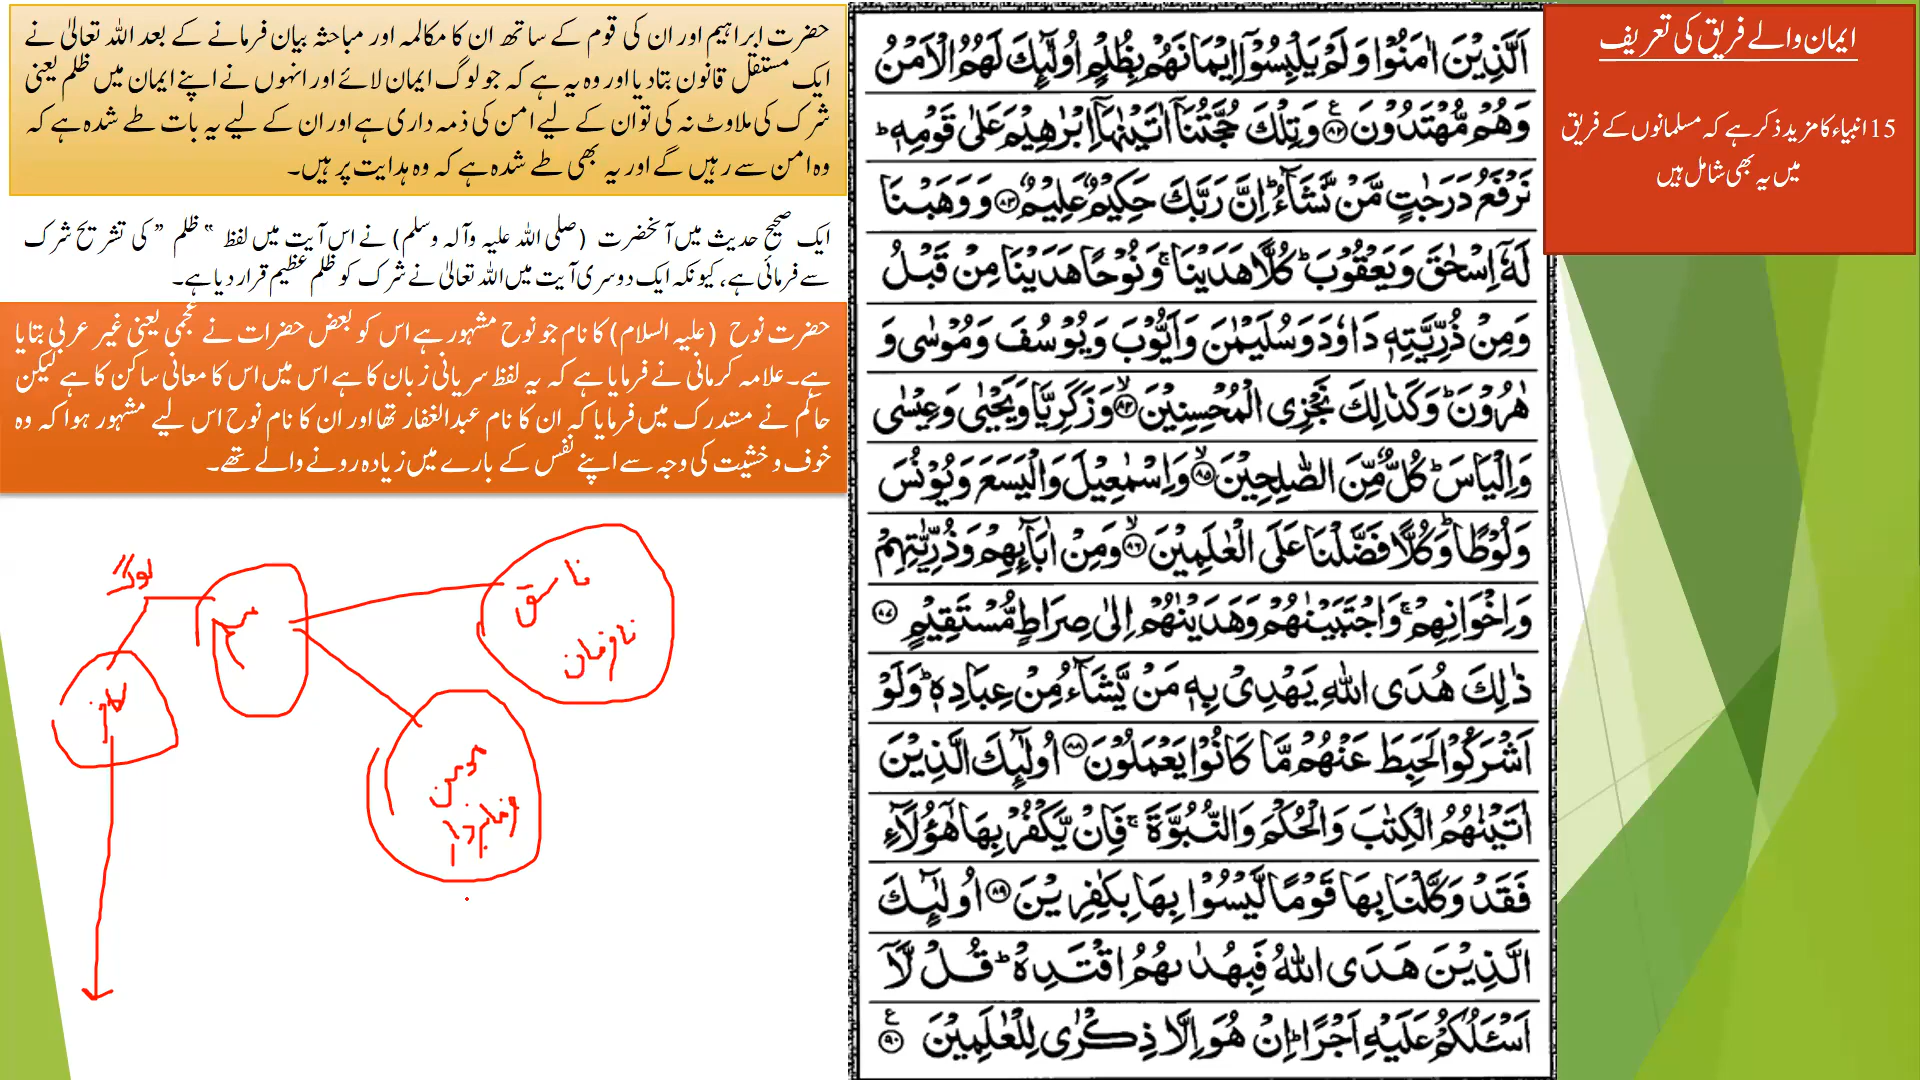 ایمان والے فریق کی تعریف
15 انبیاء کا مزید ذکر ہے کہ مسلمانوں کے فریق
میں یہ بھی شامل ہیں
اَلَّذِيْنَ اٰمَنُوْا وَلَمْ يَلْبِسُوْٓا اِيْمَانَهُمْ بِظُلْمٍ اُولٰٓئِكَ لَهُمُ الْاَمْنُ
وَهُمْ مُّهْتَدُوْنَ ۸۲ وَتِلْكَ حُجَّتُنَآ اٰتَيْنٰهَآ اِبْرٰهِيْمَ عَلٰى قَوْمِهٖ ؕ
نَرْفَعُ دَرَجٰتٍ مَّنْ نَّشَآءُ ؕ اِنَّ رَبَّكَ حَكِيْمٌ عَلِيْمٌ ۸۳ وَوَهَبْنَا
لَهٗٓ اِسْحٰقَ وَيَعْقُوْبَ ؕ كُلًّا هَدَيْنَا ۚ وَنُوْحًا هَدَيْنَا مِنْ قَبْلُ
وَمِنْ ذُرِّيَّتِهٖ دَاوٗدَ وَسُلَيْمٰنَ وَاَيُّوْبَ وَيُوْسُفَ وَمُوْسٰى وَ
هٰرُوْنَ ؕ وَكَذٰلِكَ نَجْزِى الْمُحْسِنِيْنَ ۸۴ وَزَكَرِيَّا وَيَحْيٰى وَعِيْسٰى
وَاِلْيَاسَ ؕ كُلٌّ مِّنَ الصّٰلِحِيْنَ ۸۵ وَاِسْمٰعِيْلَ وَالْيَسَعَ وَيُوْنُسَ
وَلُوْطًا ؕ وَكُلًّا فَضَّلْنَا عَلَى الْعٰلَمِيْنَ ۸۶ وَمِنْ اٰبَآئِهِمْ وَذُرِّيّٰتِهِمْ
وَاِخْوَانِهِمْ ۚ وَاجْتَبَيْنٰهُمْ وَهَدَيْنٰهُمْ اِلٰى صِرَاطٍ مُّسْتَقِيْمٍ ۸۷
ذٰلِكَ هُدَى اللّٰهِ يَهْدِىْ بِهٖ مَنْ يَّشَآءُ مِنْ عِبَادِهٖ ؕ وَلَوْ
اَشْرَكُوْا لَحَبِطَ عَنْهُمْ مَّا كَانُوْا يَعْمَلُوْنَ ۸۸ اُولٰٓئِكَ الَّذِيْنَ
اٰتَيْنٰهُمُ الْكِتٰبَ وَالْحُكْمَ وَالنُّبُوَّةَ ۚ فَاِنْ يَّكْفُرْ بِهَا هٰٓؤُلَآءِ
فَقَدْ وَكَّلْنَا بِهَا قَوْمًا لَّيْسُوْا بِهَا بِكٰفِرِيْنَ ۸۹ اُولٰٓئِكَ
الَّذِيْنَ هَدَى اللّٰهُ فَبِهُدٰىهُمُ اقْتَدِهْ ؕ قُلْ لَّآ
اَسْـَٔلُكُمْ عَلَيْهِ اَجْرًا ؕ اِنْ هُوَ اِلَّا ذِكْرٰى لِلْعٰلَمِيْنَ ۹۰
حضرت ابراہیم اور ان کی قوم کے ساتھ ان کا مکالمہ اور مباحثہ بیان فرمانے کے بعد اللہ تعالیٰ نے
ایک مستقل قانون بتا دیا اور وہ یہ ہے کہ جو لوگ ایمان لائے اور انہوں نے اپنے ایمان میں ظلم یعنی
شرک کی ملاوٹ نہ کی تو ان کے لیے امن کی ذمہ داری ہے اور ان کے لیے یہ بات طے شدہ ہے کہ
وہ امن سے رہیں گے اور یہ بھی طے شدہ ہے کہ وہ ہدایت پر ہیں۔
ایک صحیح حدیث میں آنحضرت (صلی اللہ علیہ وآلہ وسلم) نے اس آیت میں لفظ ” ظلم “ کی تشریح شرک
سے فرمائی ہے، کیونکہ ایک دوسری آیت میں اللہ تعالیٰ نے شرک کو ظلم عظیم قرار دیا ہے۔
حضرت نوح (علیہ السلام) کا نام جو نوح مشہور ہے اس کو بعض حضرات نے عجمی یعنی غیر عربی بتایا
ہے۔ علامہ کرمانی نے فرمایا ہے کہ یہ لفظ سریانی زبان کا ہے اس میں اس کا معانی ساکن کا ہے لیکن
حاکم نے مستدرک میں فرمایا کہ ان کا نام عبدالغفار تھا اور ان کا نام نوح اس لیے مشہور ہوا کہ وہ
خوف و خشیت کی وجہ سے اپنے نفس کے بارے میں زیادہ رونے والے تھے۔
لوگ
فاسق
نافرمان
کافر
مومن